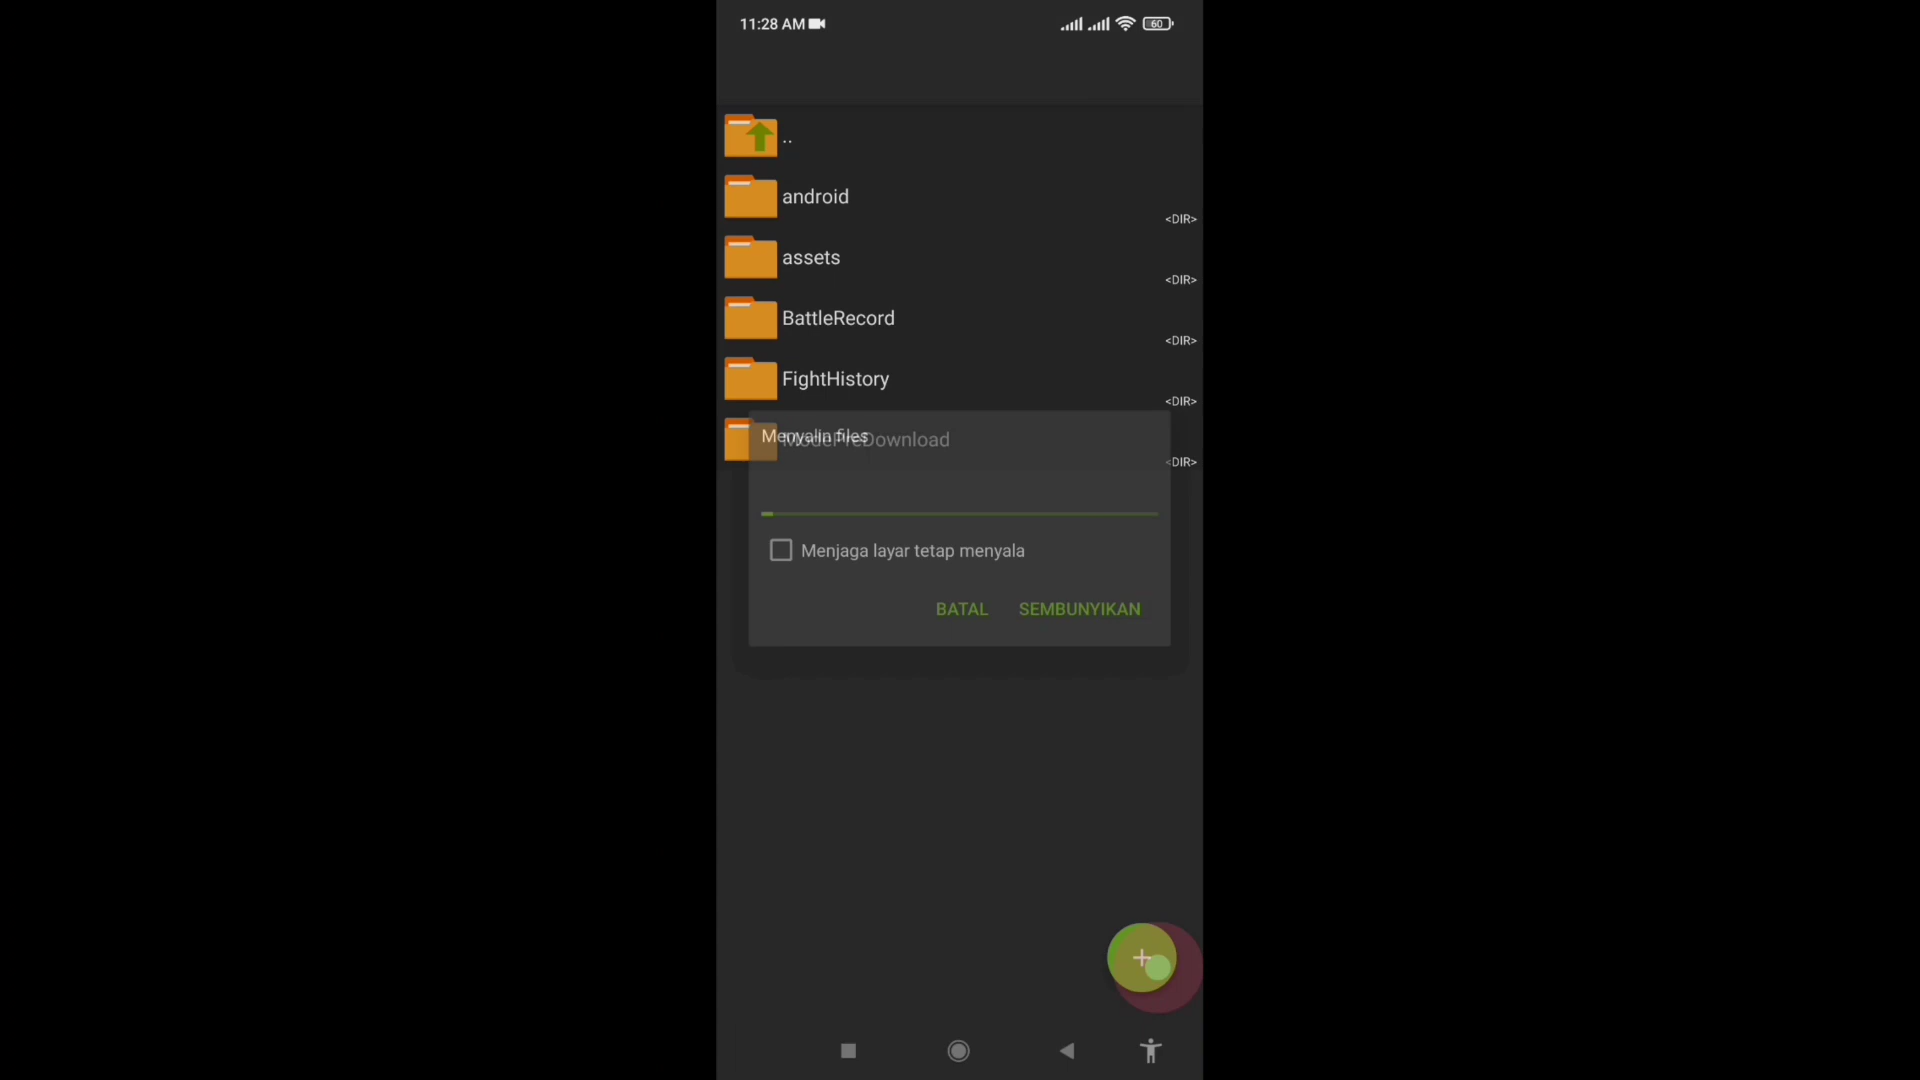 11:28 AM
60
..
android
<DIR>
assets
<DIR>
BattleRecord
<DIR>
FightHistory
<DIR>
Menyalin files
<DIR>
Menjaga layar tetap menyala
BATAL SEMBUNYIKAN